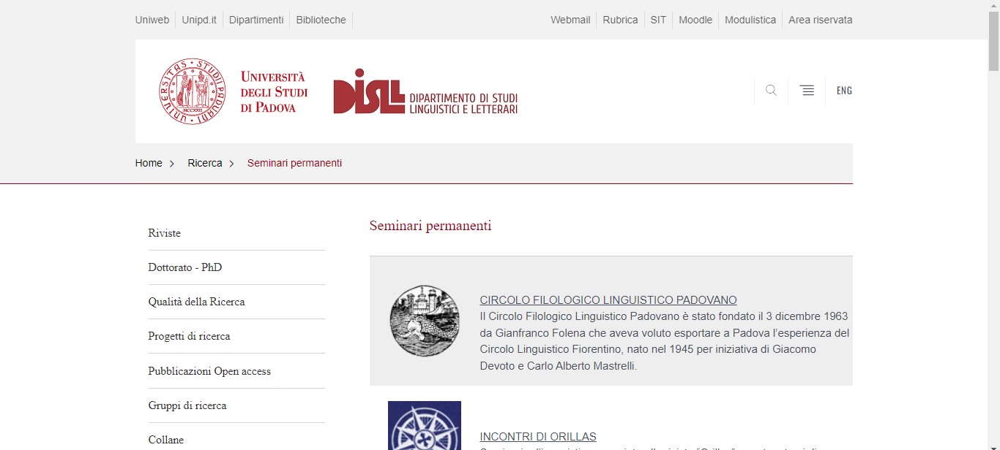 Uniweb Unipd.it Dipartimenti Biblioteche
Webmail Rubrica SIT Moodle Modulistica Area riservata
UNIVERSITAS STUDII PADUANI
MCCXXII
UNIVERSITÀ
DEGLI STUDI
DI PADOVA
DiSLL
DIPARTIMENTO DI STUDI
LINGUISTICI E LETTERARI
ENG
Home
Ricerca
Seminari permanenti
Riviste
Dottorato - PhD
Qualità della Ricerca
Progetti di ricerca
Pubblicazioni Open access
Gruppi di ricerca
Collane
Seminari permanenti
CIRCOLO FILOLOGICO LINGUISTICO PADOVANO
Il Circolo Filologico Linguistico Padovano è stato fondato il 3 dicembre 1963
da Gianfranco Folena che aveva voluto esportare a Padova l’esperienza del
Circolo Linguistico Fiorentino, nato nel 1945 per iniziativa di Giacomo
Devoto e Carlo Alberto Mastrelli.
INCONTRI DI ORILLAS